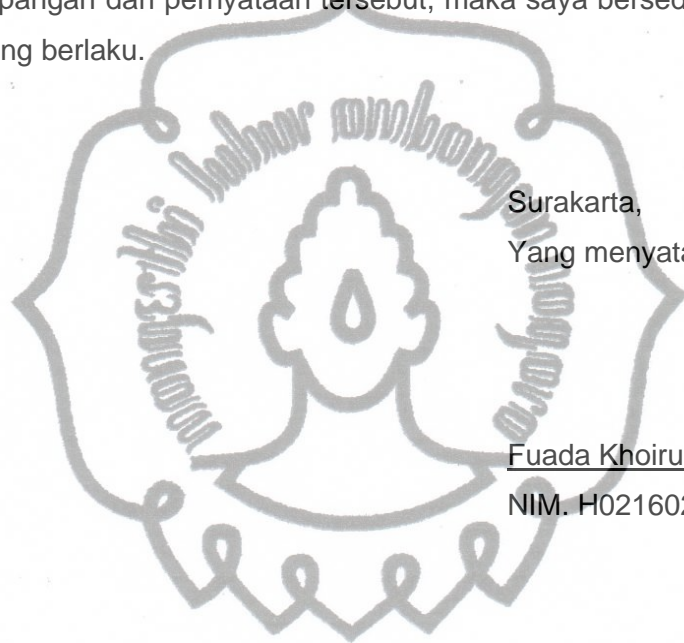 pangan dan pernyataan tersebut, maka saya bersed
ng berlaku.
Surakarta,
Yang menyata
Fuada Khoiru
NIM. H021602